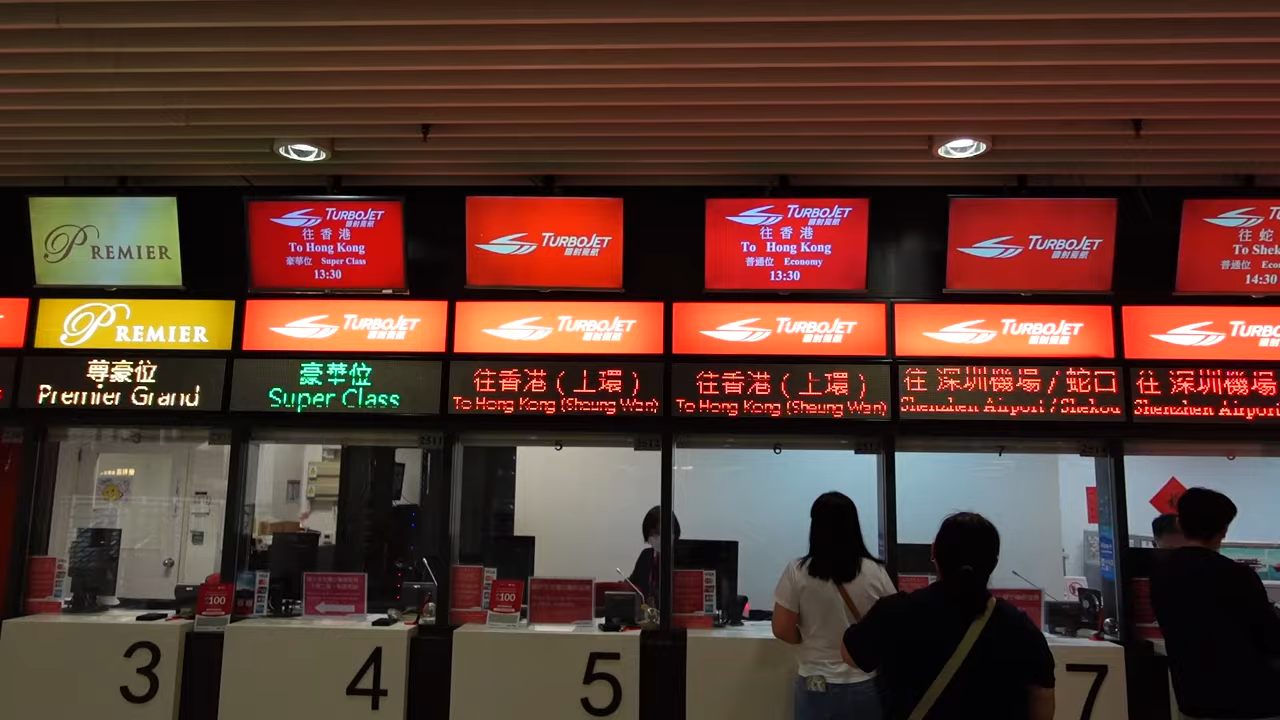 PREMIER
TURBOJET
噴射飛航
往 香 港
To Hong Kong
豪華位 Super Class
13:30
TURBOJET
噴射飛航
TURBOJET
噴射飛航
往 香 港
To Hong Kong
普通位 Economy
13:30
TURBOJET
噴射飛航
TURBOJET
往 蛇
To Shek
普通位 Eco
14:30
PREMIER
TURBOJET
噴射飛航
TURBOJET
噴射飛航
TURBOJET
噴射飛航
TURBOJET
噴射飛航
TURBO
尊豪位
Premier Grand
豪華位
Super Class
往香港 ( 上環 )
To Hong Kong (Sheung Wan)
往香港 ( 上環 )
To Hong Kong (Sheung Wan)
往 深圳機場 / 蛇口
Shenzhen Airport / Shekou
往 深圳機場
Shenzhen Airport
5
6
7
$100
$100
3
4
5
7